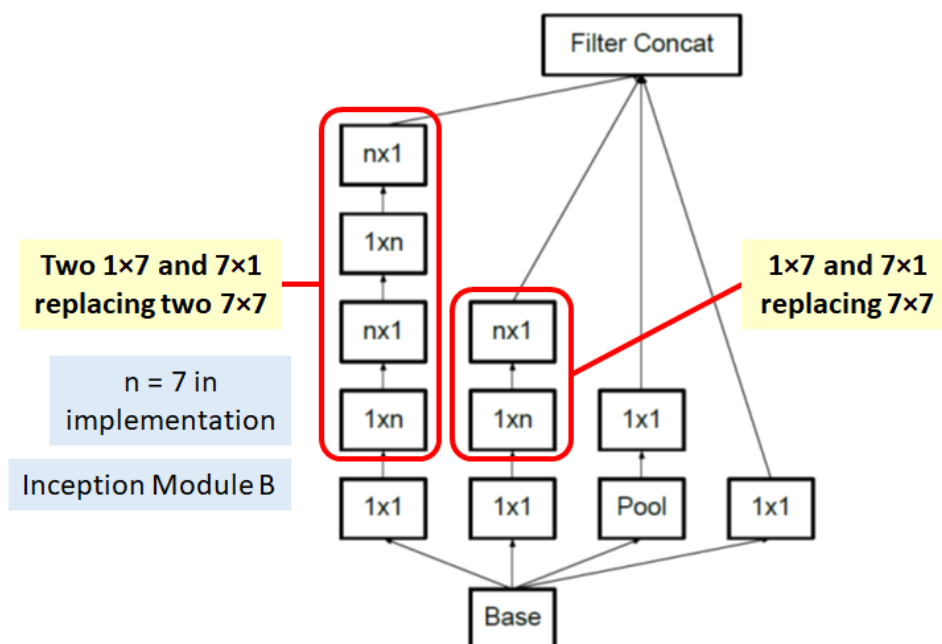 Filter Concat
nx1
1xn
Two 1×7 and 7×1
replacing two 7×7
1×7 and 7×1
replacing 7×7
nx1
nx1
n = 7 in
implementation
1xn
1xn
1x1
Inception Module B
1x1
1x1
Pool
1x1
Base